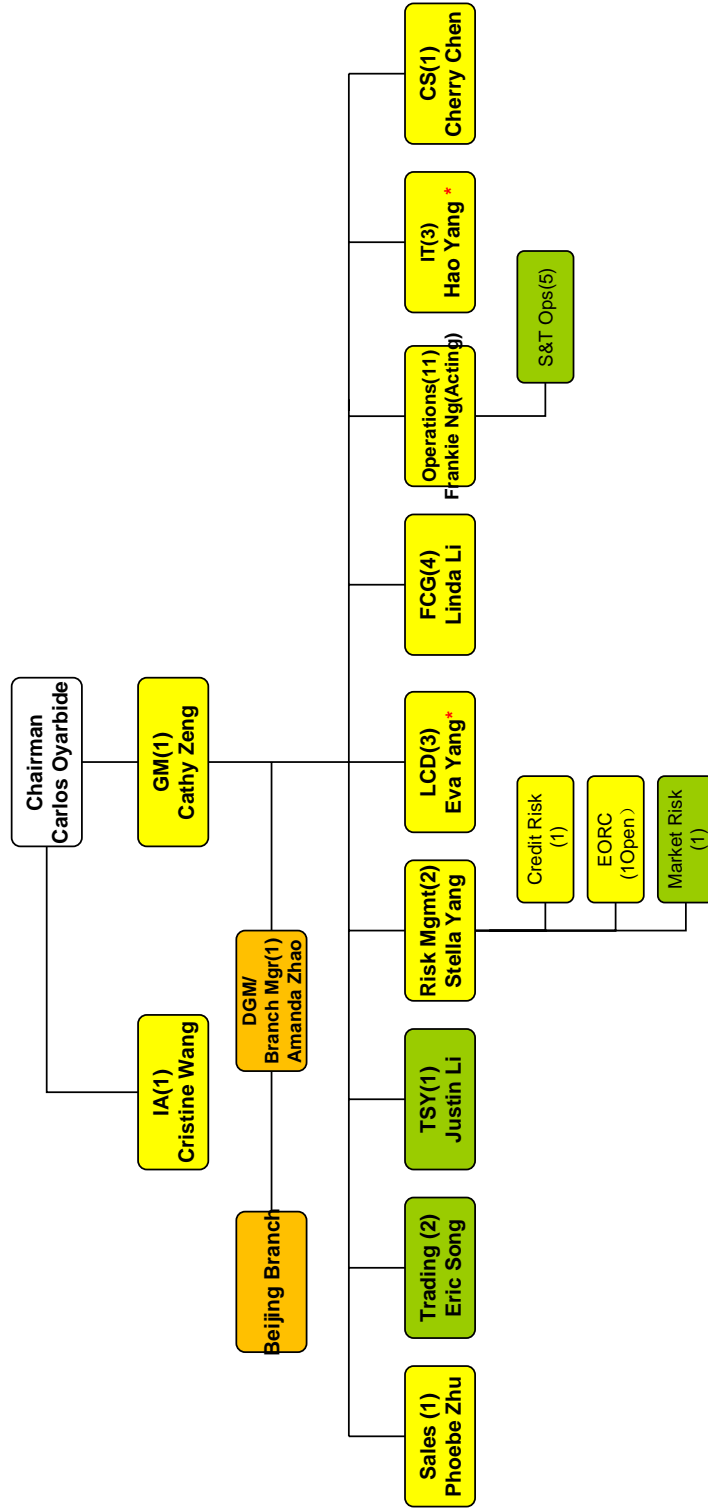 Chairman
Carlos Oyarbide
IA(1)
Cristine Wang
GM(1)
Cathy Zeng
Beijing Branch
DGM/
Branch Mgr(1)
Amanda Zhao
Sales (1)
Phoebe Zhu
Trading (2)
Eric Song
TSY(1)
Justin Li
Risk Mgmt(2)
Stella Yang
LCD(3)
Eva Yang*
FCG(4)
Linda Li
Operations(11)
Frankie Ng(Acting)
IT(3)
Hao Yang *
CS(1)
Cherry Chen
Credit Risk
(1)
EORC
(1Open）
Market Risk
(1)
S&T Ops(5)